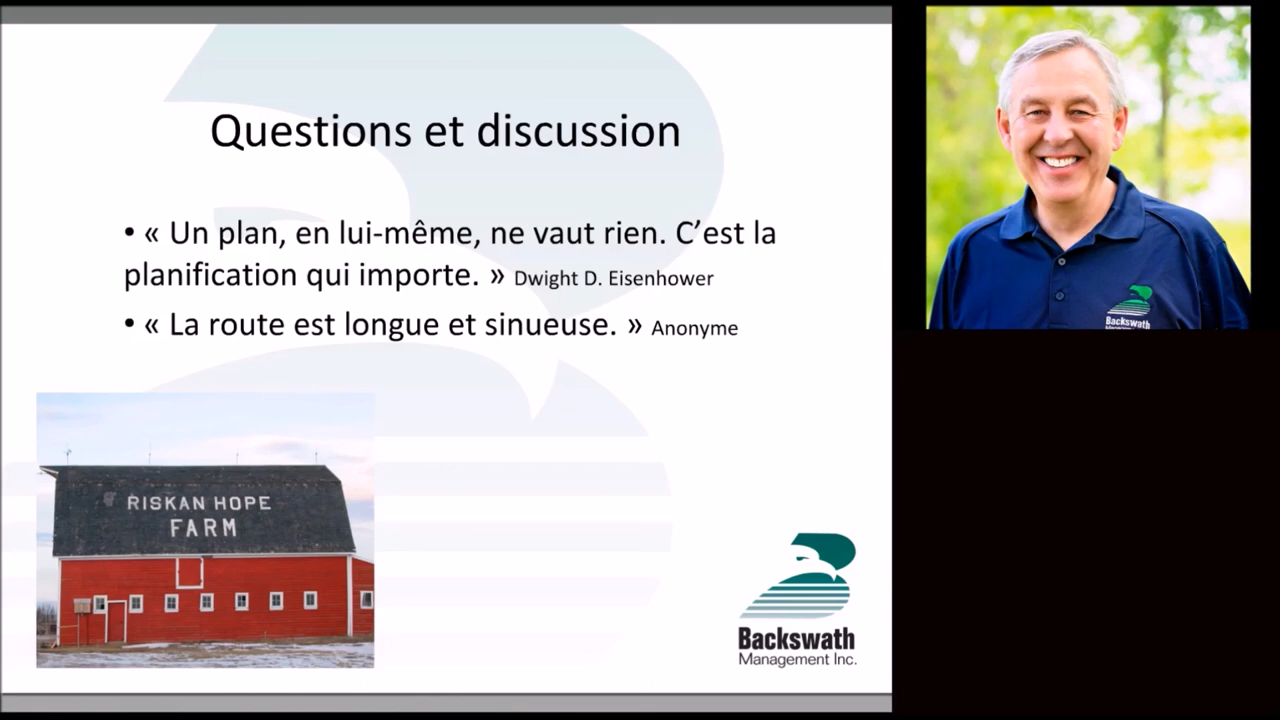 Questions et discussion
• « Un plan, en lui-même, ne vaut rien. C’est la
planification qui importe. » Dwight D. Eisenhower
• « La route est longue et sinueuse. » Anonyme
RISKAN HOPE
FARM
Backswath
Management Inc.
Backswath